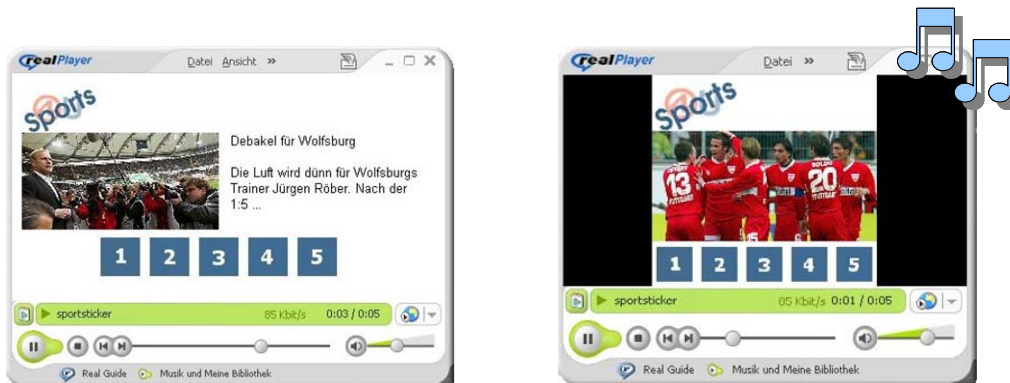 realPlayer
Datei Ansicht »
@ Sports
Debakel für Wolfsburg
Die Luft wird dünn für Wolfsburgs
Trainer Jürgen Röber. Nach der
1:5 ...
1 2 3 4 5
sportsticker 85 Kbit/s 0:03 / 0:05
Real Guide Musik und Meine Bibliothek
realPlayer
Datei »
@ Sports
13
SOLDO
20
STUTTGART
1 2 3 4 5
sportsticker 85 Kbit/s 0:01 / 0:05
Real Guide Musik und Meine Bibliothek